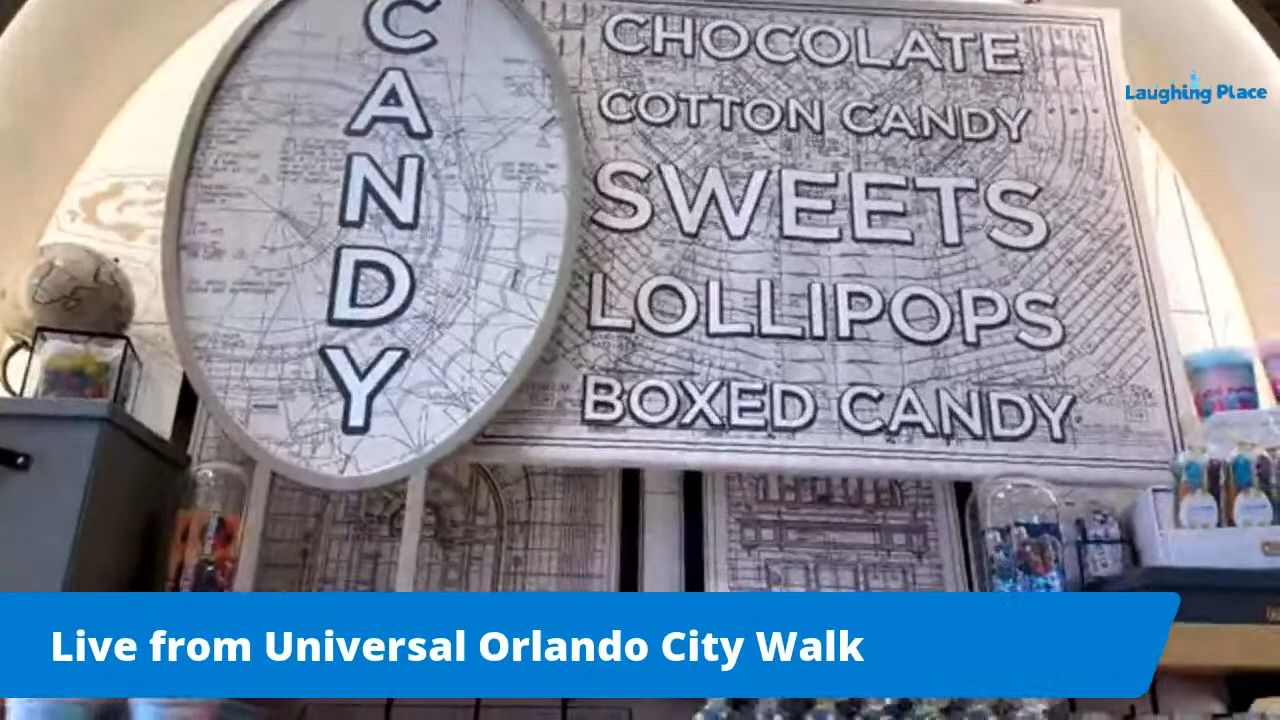 CANDY
CHOCOLATE
COTTON CANDY
SWEETS
LOLLIPOPS
BOXED CANDY
Laughing Place
Live from Universal Orlando City Walk